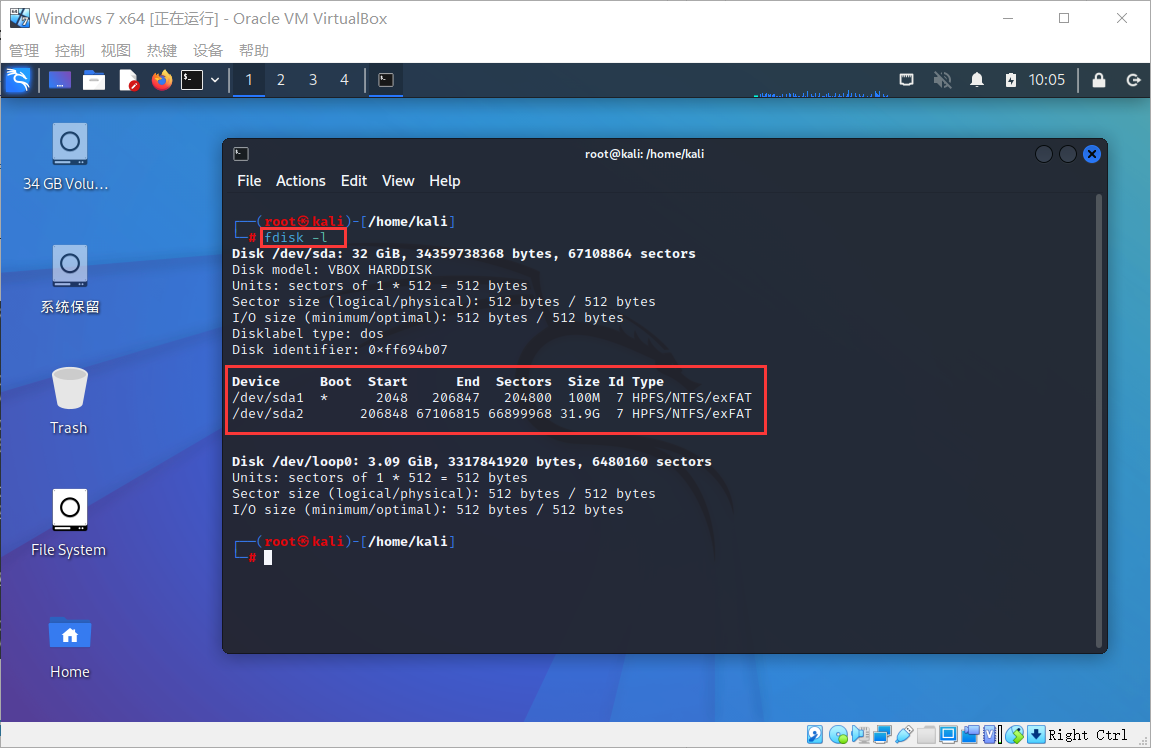 Windows 7 x64 [正在运行] - Oracle VM VirtualBox
管理 控制 视图 热键 设备 帮助
1 2 3 4 10:05
34 GB Volu…
系统保留
Trash
File System
Home
root@kali: /home/kali
File Actions Edit View Help
┌──(root㉿kali)-[/home/kali]
└─# fdisk -l
Disk /dev/sda: 32 GiB, 34359738368 bytes, 67108864 sectors
Disk model: VBOX HARDDISK
Units: sectors of 1 * 512 = 512 bytes
Sector size (logical/physical): 512 bytes / 512 bytes
I/O size (minimum/optimal): 512 bytes / 512 bytes
Disklabel type: dos
Disk identifier: 0×ff694b07
Device Boot Start End Sectors Size Id Type
/dev/sda1 * 2048 206847 204800 100M 7 HPFS/NTFS/exFAT
/dev/sda2 206848 67106815 66899968 31.9G 7 HPFS/NTFS/exFAT
Disk /dev/loop0: 3.09 GiB, 3317841920 bytes, 6480160 sectors
Units: sectors of 1 * 512 = 512 bytes
Sector size (logical/physical): 512 bytes / 512 bytes
I/O size (minimum/optimal): 512 bytes / 512 bytes
┌──(root㉿kali)-[/home/kali]
└─#
Right Ctrl